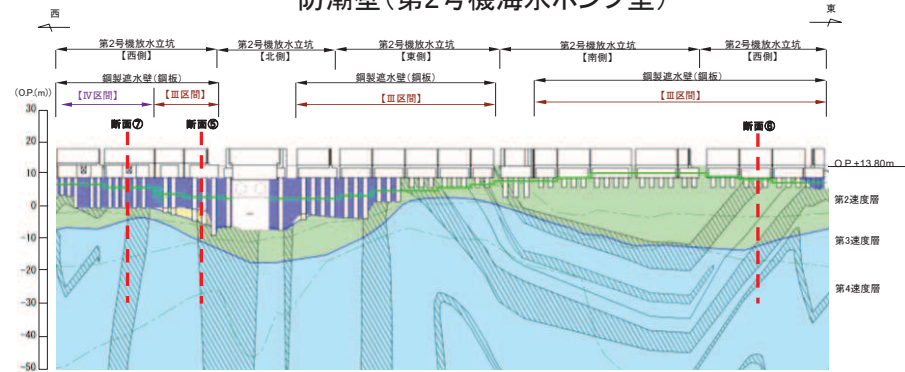 防潮壁(第2号機海水ポンプ室)
西
東
第2号機放水立坑
【西側】
第2号機放水立坑
【北側】
第2号機放水立坑
【東側】
第2号機放水立坑
【南側】
第2号機放水立坑
【西側】
鋼製遮水壁(鋼板)
鋼製遮水壁(鋼板)
鋼製遮水壁(鋼板)
【Ⅳ区間】
【Ⅲ区間】
【Ⅲ区間】
【Ⅲ区間】
(O.P.(m))
断面⑦
断面⑤
断面⑥
30
20
10
0
-10
-20
-30
-40
-50
O.P.+13.80m
第2速度層
第3速度層
第4速度層